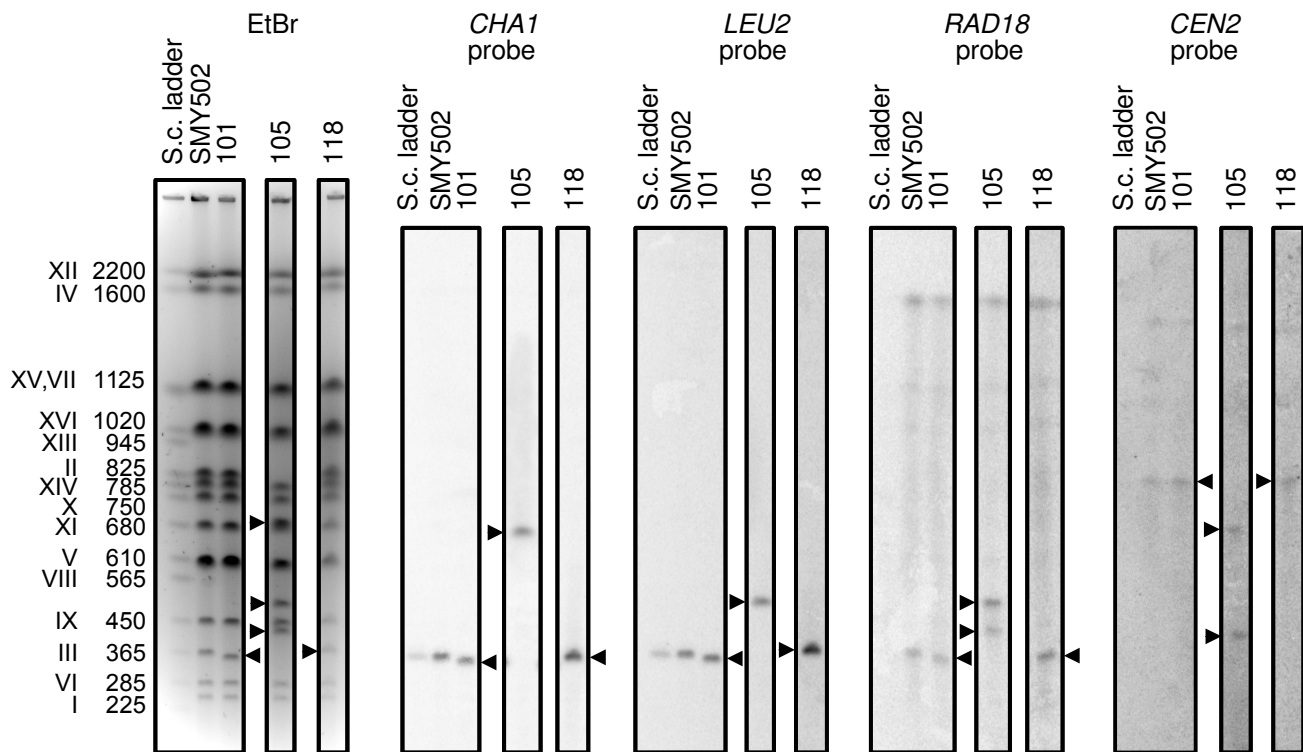 EtBr
CHA1
probe
LEU2
probe
RAD18
probe
CEN2
probe
S.c. ladder
SMY502
101
105
118
S.c. ladder
SMY502
101
105
118
S.c. ladder
SMY502
101
105
118
S.c. ladder
SMY502
101
105
118
S.c. ladder
SMY502
101
105
118
XII 2200
IV 1600
XV,VII 1125
XVI 1020
XIII 945
II 825
XIV 785
X 750
XI 680
V 610
VIII 565
IX 450
III 365
VI 285
I 225